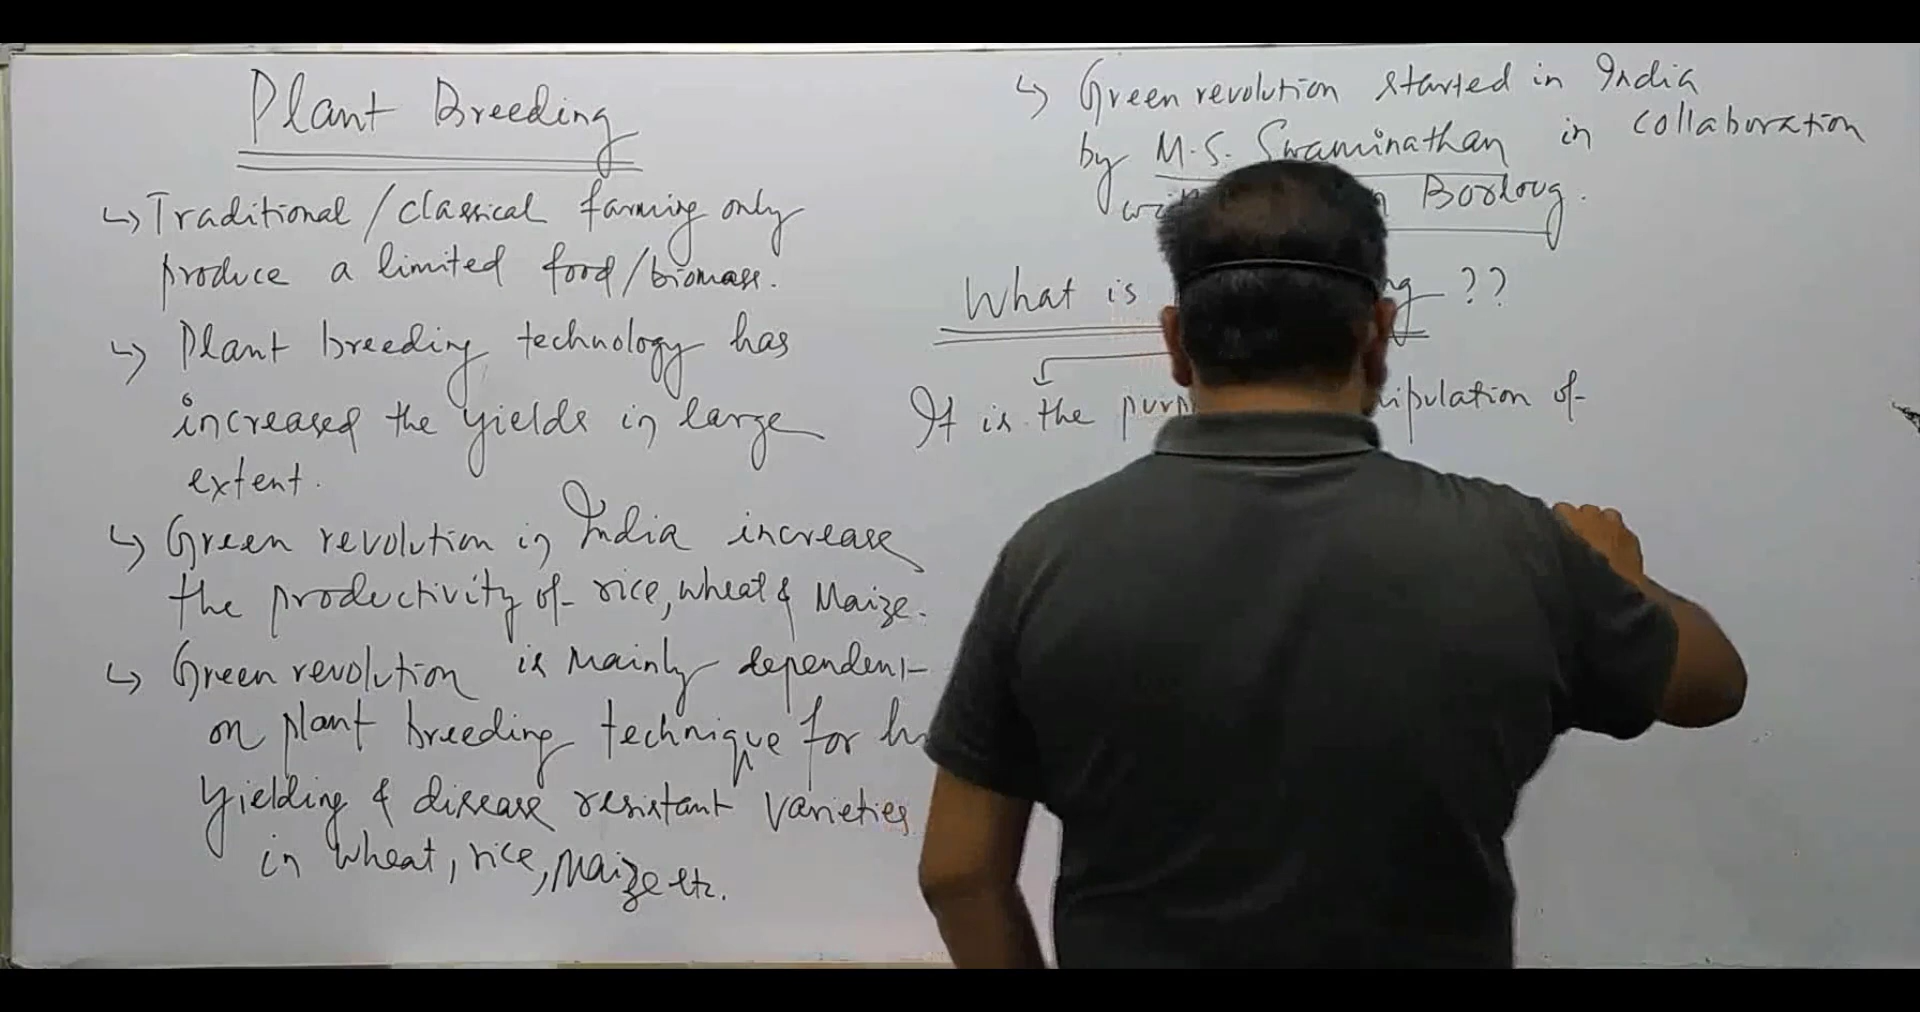 Plant Breeding
↳ Traditional/classical farming only
produce a limited food/biomass.
↳ Plant breeding technology has
increased the yields in large
extent.
↳ Green revolution in India increase
the productivity of rice, wheat & Maize.
↳ Green revolution is mainly dependent
on plant breeding technique for
yielding & disease resistant varieties
in wheat, rice, Maize etc.
↳ Green revolution started in India
by M.S. Swaminathan in collaboration
Borloug.
What is ??
It is the of